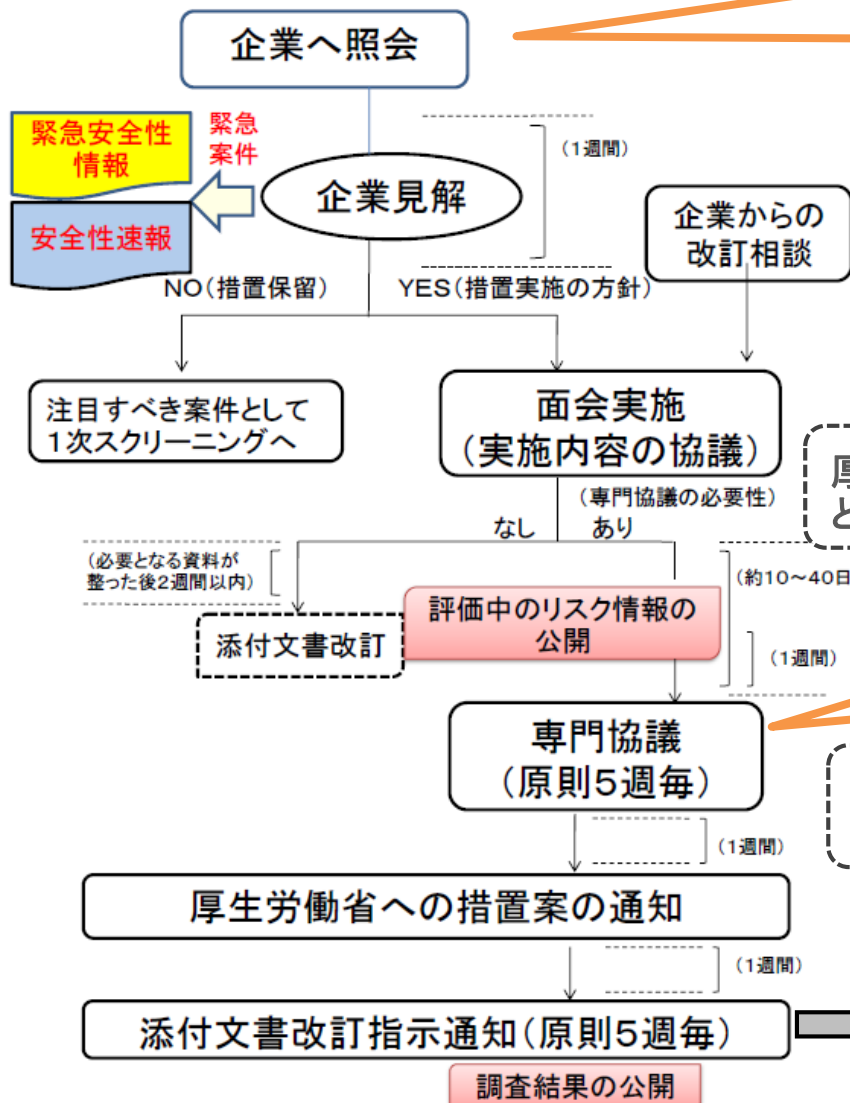 企業へ照会
緊急安全性
情報
緊急
案件
(1週間)
企業見解
安全性速報
企業からの
改訂相談
NO(措置保留)
YES(措置実施の方針)
注目すべき案件として
1次スクリーニングへ
面会実施
(実施内容の協議)
厚
と
(専門協議の必要性)
なし
あり
(必要となる資料が
整った後2週間以内)
(約10~40日
添付文書改訂
評価中のリスク情報の
公開
(1週間)
専門協議
(原則5週毎)
(1週間)
厚生労働省への措置案の通知
(1週間)
添付文書改訂指示通知(原則5週毎)
調査結果の公開